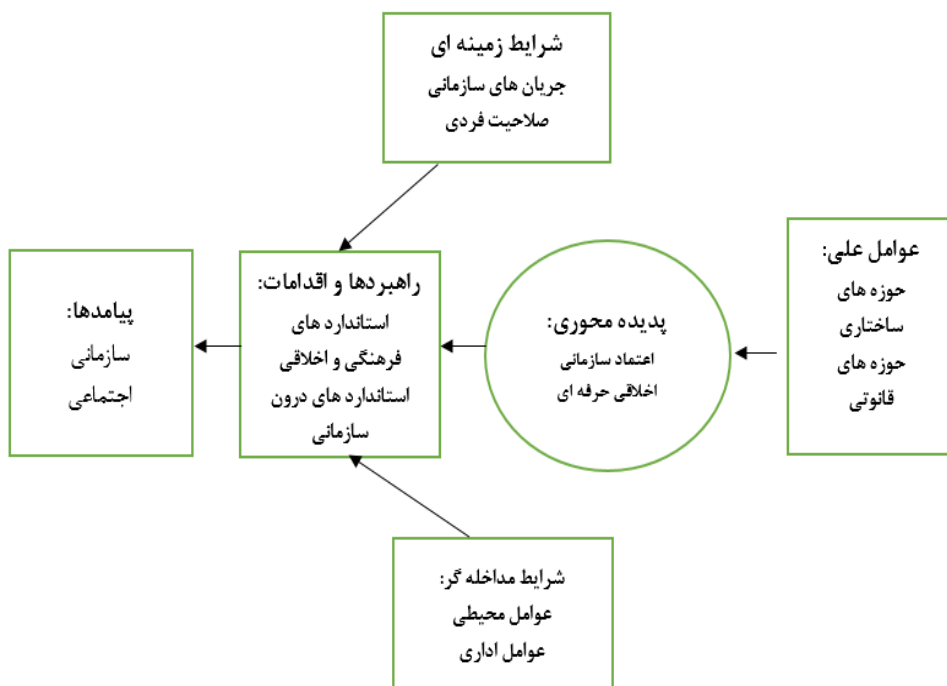 شرایط زمینه ای
جریان های سازمانی
صلاحیت فردی
عوامل علی:
حوزه های
ساختاری
حوزه های
قانوتی
پدیده محوری:
اعتماد سازمانی
اخلاقی حرفه ای
راهبردها و اقدامات:
استاندارد های
فرهنگی و اخلاقی
استاندارد های درون
سازمانی
پیامدها:
سازمانی
اجتماعی
شرایط مداخله گر:
عوامل محیطی
عوامل اداری